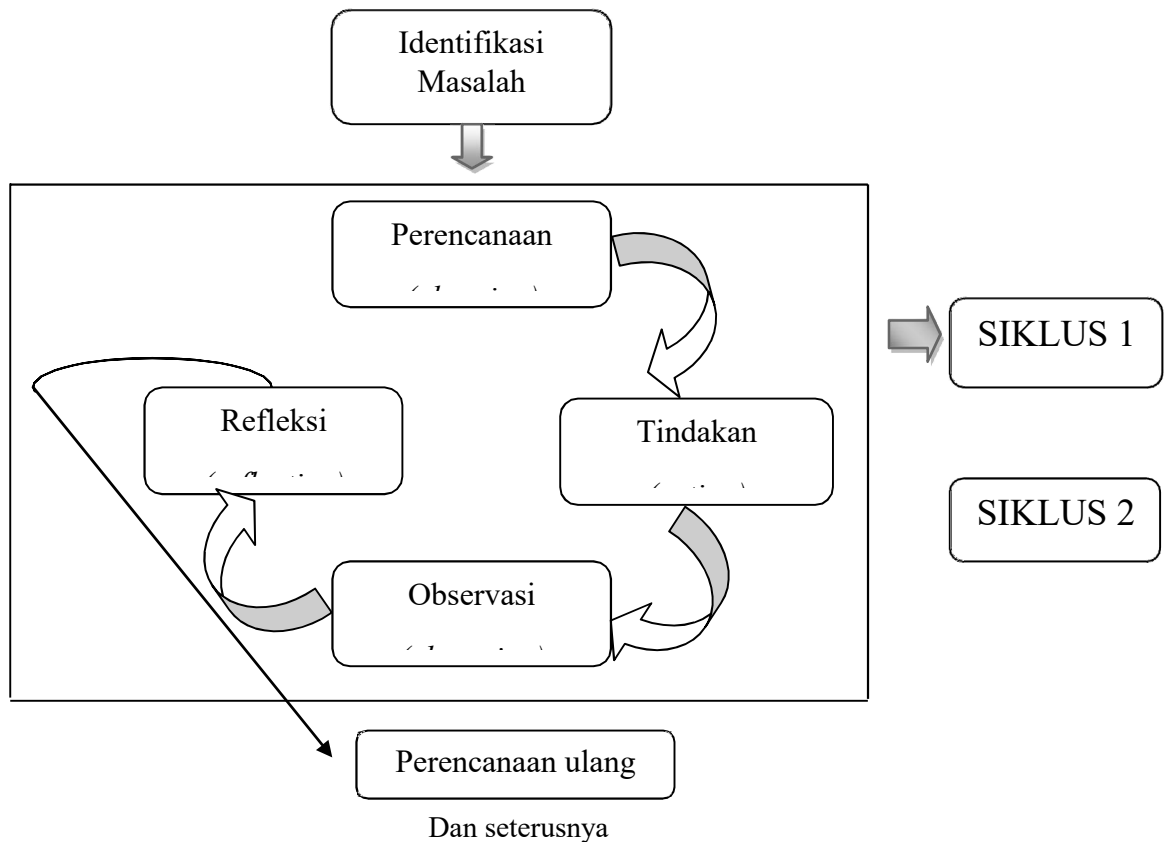 Identifikasi
Masalah
Perencanaan
SIKLUS 1
Refleksi
Tindakan
SIKLUS 2
Observasi
Perencanaan ulang
Dan seterusnya